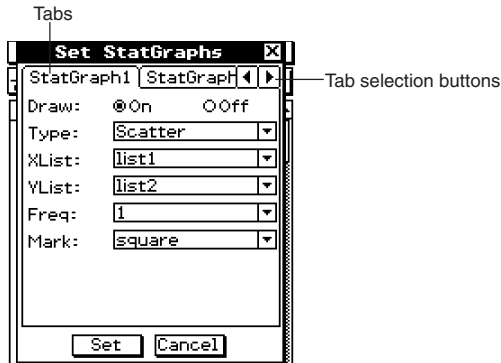 Tabs
Set StatGraphs
StatGraph1 StatGraph
Tab selection buttons
Draw: On Off
Type: Scatter
XList: list1
YList: list2
Freq: 1
Mark: square
Set Cancel